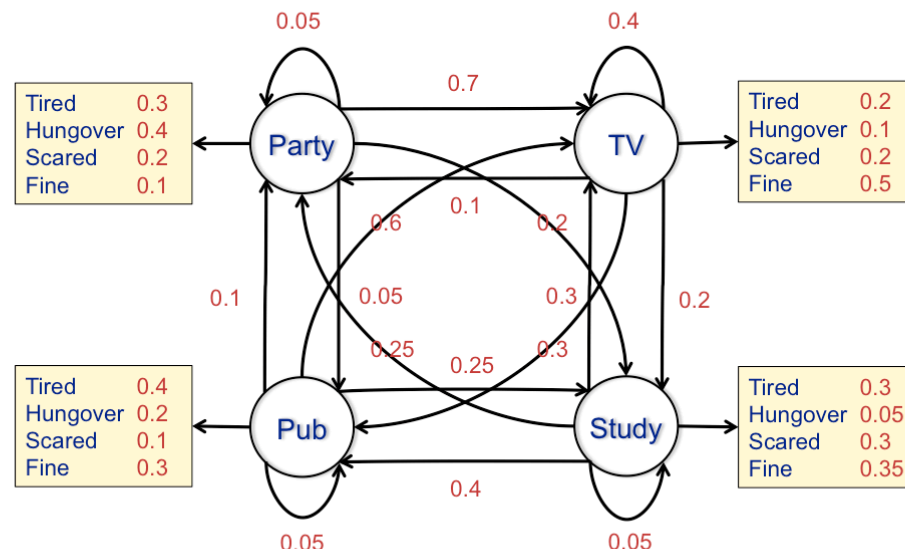 0.05
0.4
0.7
Tired 0.3
Hungover 0.4
Scared 0.2
Fine 0.1
Party
TV
Tired 0.2
Hungover 0.1
Scared 0.2
Fine 0.5
0.1
0.6
0.2
0.1
0.05
0.3
0.2
0.25
0.25
0.3
Tired 0.4
Hungover 0.2
Scared 0.1
Fine 0.3
Pub
Study
Tired 0.3
Hungover 0.05
Scared 0.3
Fine 0.35
0.4
0.05
0.05